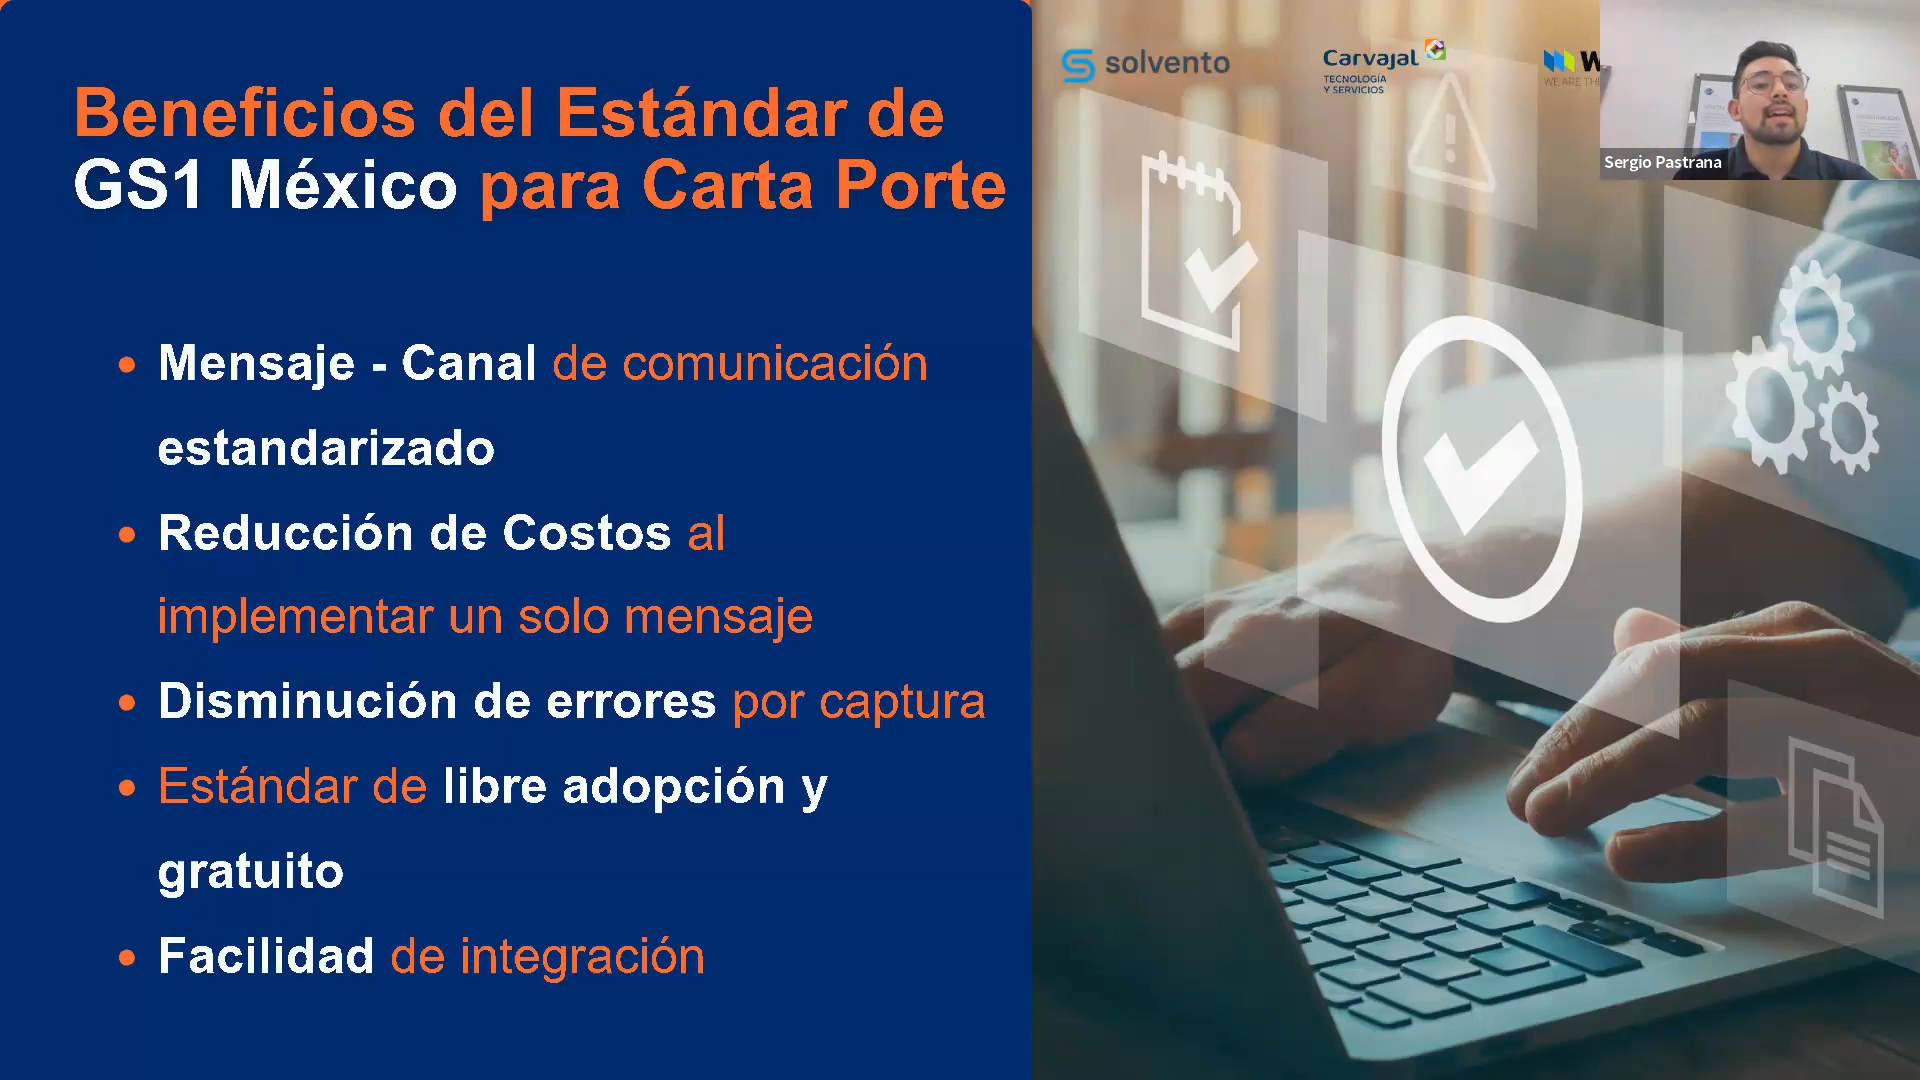 Beneficios del Estándar de
GS1 México para Carta Porte
• Mensaje - Canal de comunicación
estandarizado
• Reducción de Costos al
implementar un solo mensaje
• Disminución de errores por captura
• Estándar de libre adopción y
gratuito
• Facilidad de integración
solvento
Carvajal
TECNOLOGÍA
Y SERVICIOS
WE ARE
Sergio Pastrana